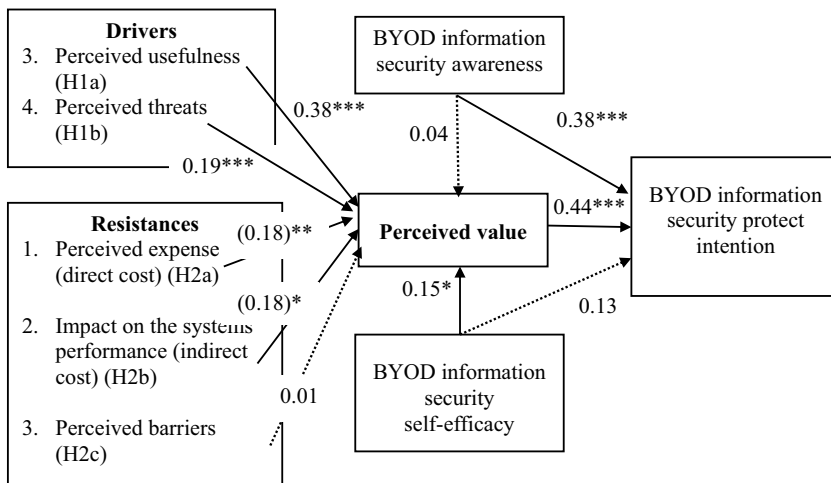 Drivers
3. Perceived usefulness
(H1a)
4. Perceived threats
(H1b)
0.38***
0.19***
BYOD information
security awareness
0.04
0.38***
Resistances
1. Perceived expense
(direct cost) (H2a)
2. Impact on the systems
performance (indirect
cost) (H2b)
3. Perceived barriers
(H2c)
(0.18)**
(0.18)*
0.01
Perceived value
0.44***
BYOD information
security protect
intention
0.15*
0.13
BYOD information
security
self-efficacy